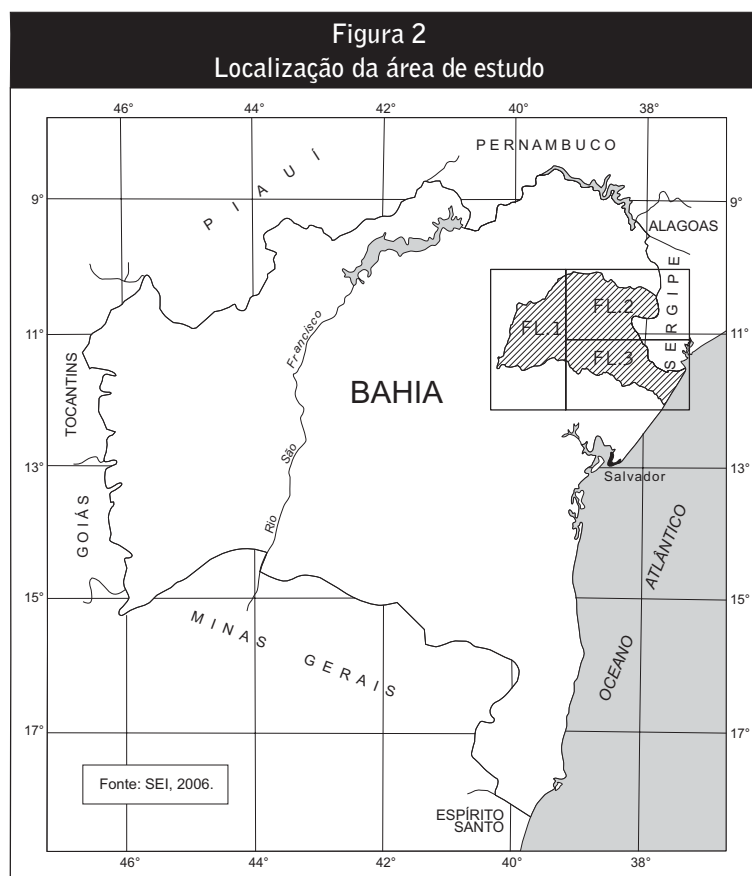 Figura 2
Localização da área de estudo
46° 44° 42° 40° 38°
PERNAMBUCO
PIAUÍ
9° 9°
ALAGOAS
SERGIPE
FL.1
FL.2
FL.3
11° 11°
Rio São Francisco
BAHIA
TOCANTINS
13° 13°
Salvador
GOIÁS
OCEANO ATLÂNTICO
15° 15°
MINAS GERAIS
17° 17°
Fonte: SEI, 2006.
ESPÍRITO
SANTO
46° 44° 42° 40° 38°